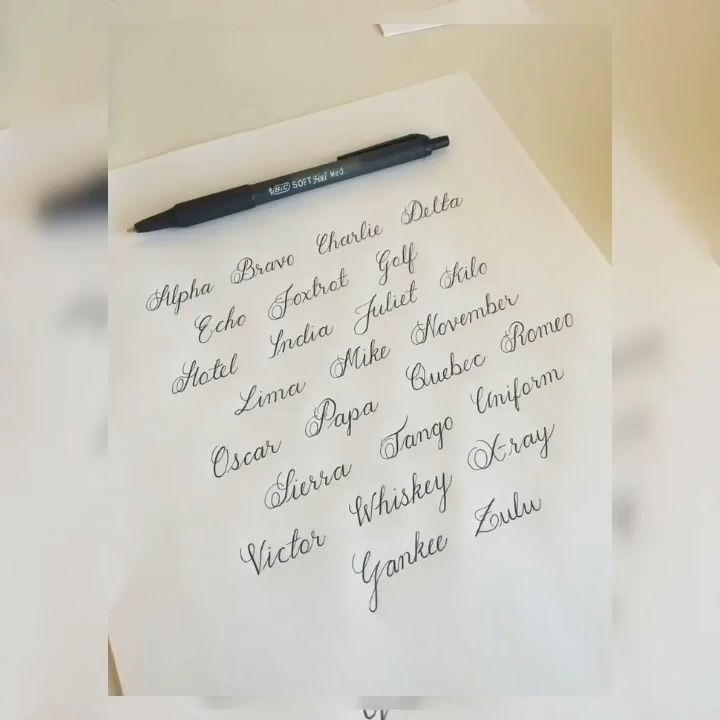 BIC SOFT Feel Med.
Alpha Bravo Charlie Delta
Echo Foxtrot Golf
Hotel India Juliet Kilo
Lima Mike November
Oscar Papa Quebec Romeo
Sierra Tango Uniform
Victor Whiskey X-ray
Yankee Zulu